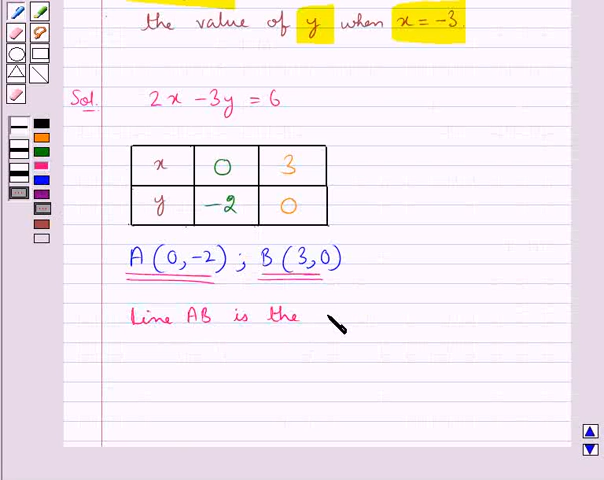 the value of y when x = -3.
Sol. 2x - 3y = 6
x 0 3
y -2 0
A (0, -2) ; B (3, 0)
Line AB is the